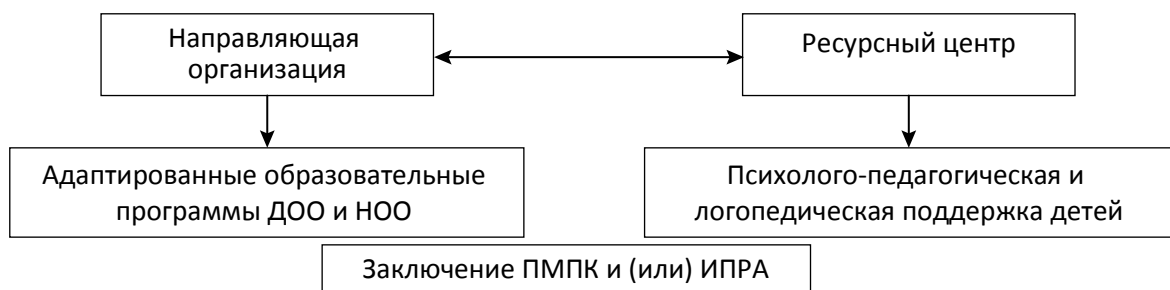 Направляющая
организация
Ресурсный центр
Адаптированные образовательные
программы ДОО и НОО
Психолого-педагогическая и
логопедическая поддержка детей
Заключение ПМПК и (или) ИПРА